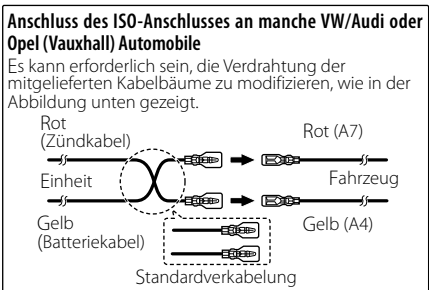 Anschluss des ISO-Anschlusses an manche VW/Audi oder
Opel (Vauxhall) Automobile
Es kann erforderlich sein, die Verdrahtung der
mitgelieferten Kabelbäume zu modifizieren, wie in der
Abbildung unten gezeigt.
Rot
(Zündkabel)
Rot (A7)
Einheit
Fahrzeug
Gelb
(Batteriekabel)
Gelb (A4)
Standardverkabelung